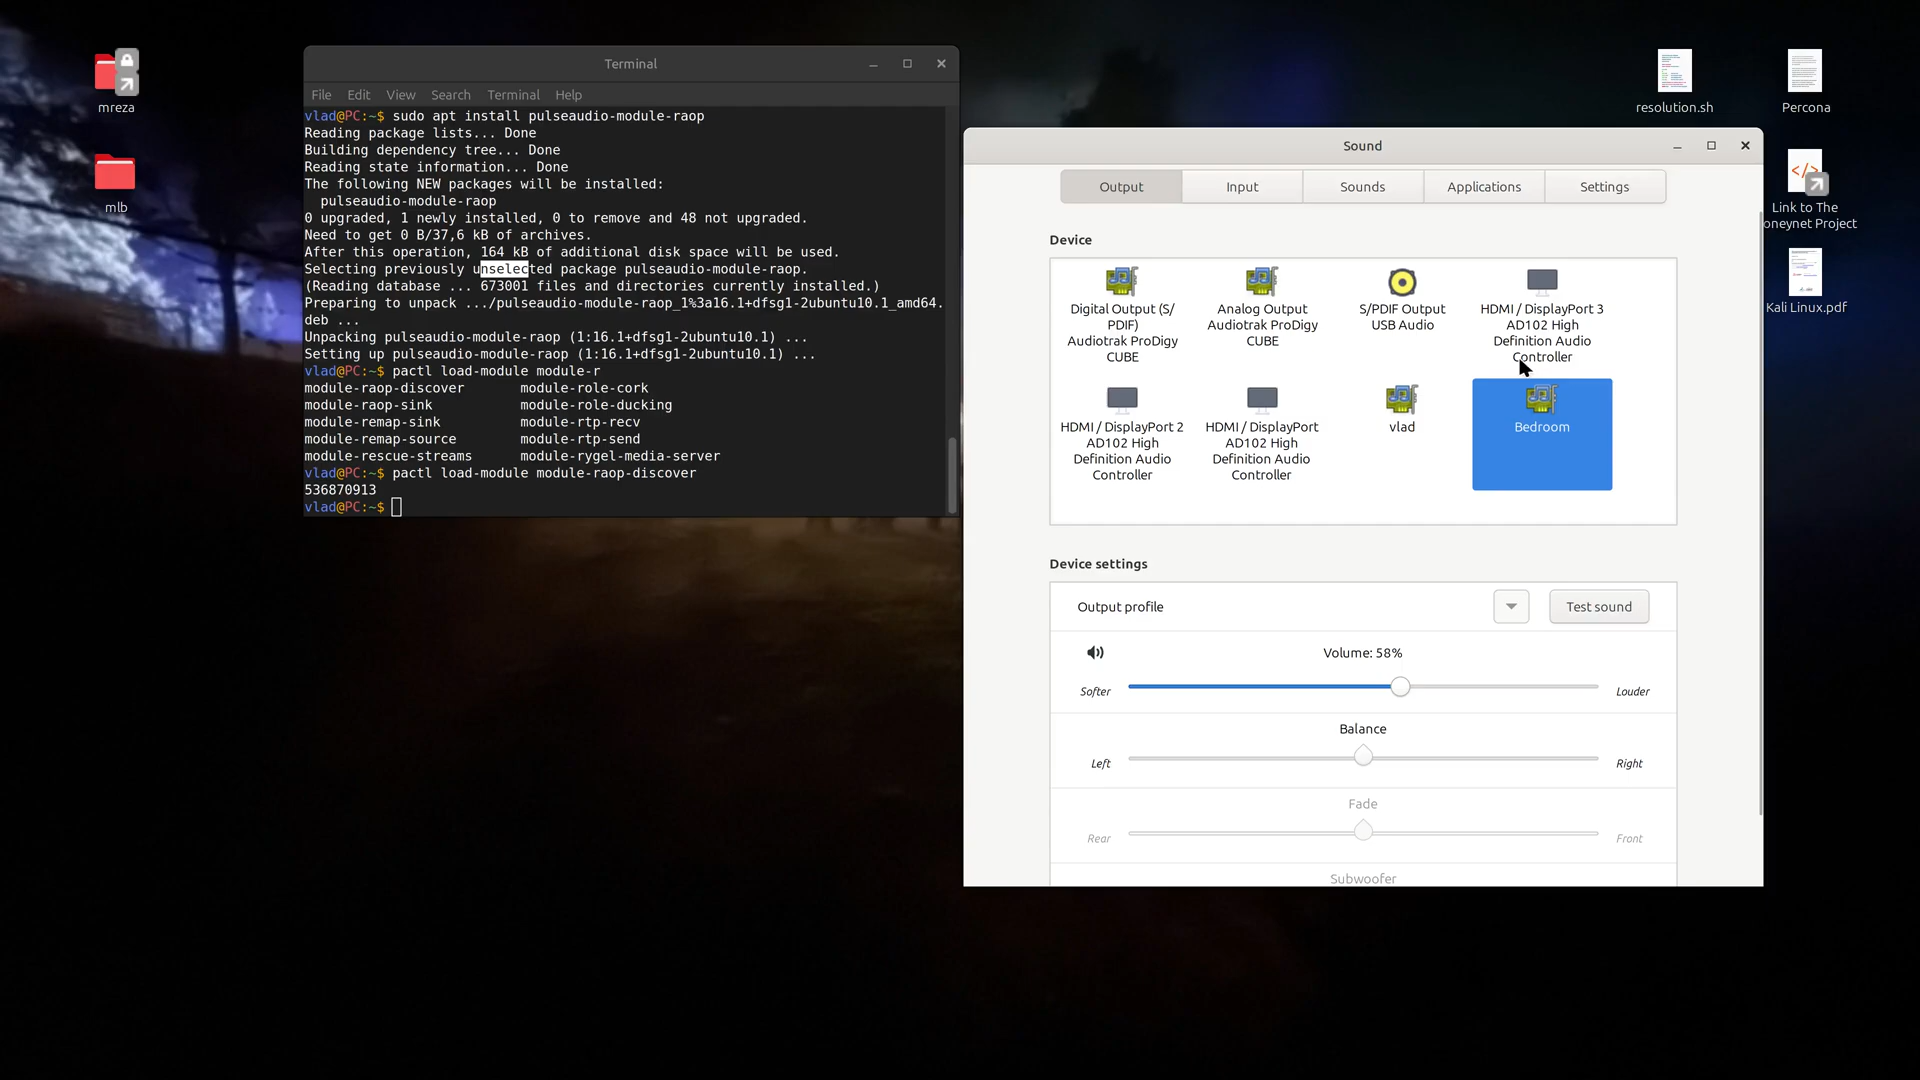 mreza
mlb
Terminal
File Edit View Search Terminal Help
vlad@PC:~$ sudo apt install pulseaudio-module-raop
Reading package lists... Done
Building dependency tree... Done
Reading state information... Done
The following NEW packages will be installed:
pulseaudio-module-raop
0 upgraded, 1 newly installed, 0 to remove and 48 not upgraded.
Need to get 0 B/37,6 kB of archives.
After this operation, 164 kB of additional disk space will be used.
Selecting previously unselected package pulseaudio-module-raop.
(Reading database ... 673001 files and directories currently installed.)
Preparing to unpack .../pulseaudio-module-raop_1%3a16.1+dfsg1-2ubuntu10.1_amd64.
deb ...
Unpacking pulseaudio-module-raop (1:16.1+dfsg1-2ubuntu10.1) ...
Setting up pulseaudio-module-raop (1:16.1+dfsg1-2ubuntu10.1) ...
vlad@PC:~$ pactl load-module module-r
module-raop-discover module-role-cork
module-raop-sink module-role-ducking
module-remap-sink module-rtp-recv
module-remap-source module-rtp-send
module-rescue-streams module-rygel-media-server
vlad@PC:~$ pactl load-module module-raop-discover
536870913
vlad@PC:~$
Sound
Output Input Sounds Applications Settings
Device
Digital Output (S/
PDIF)
Audiotrak ProDigy
CUBE
Analog Output
Audiotrak ProDigy
CUBE
S/PDIF Output
USB Audio
HDMI / DisplayPort 3
AD102 High
Definition Audio
Controller
HDMI / DisplayPort 2
AD102 High
Definition Audio
Controller
HDMI / DisplayPort
AD102 High
Definition Audio
Controller
vlad
Bedroom
Device settings
Output profile
Test sound
Volume: 58%
Softer Louder
Balance
Left Right
Fade
Rear Front
Subwoofer
resolution.sh
Percona
Link to The
oneynet Project
Kali Linux.pdf